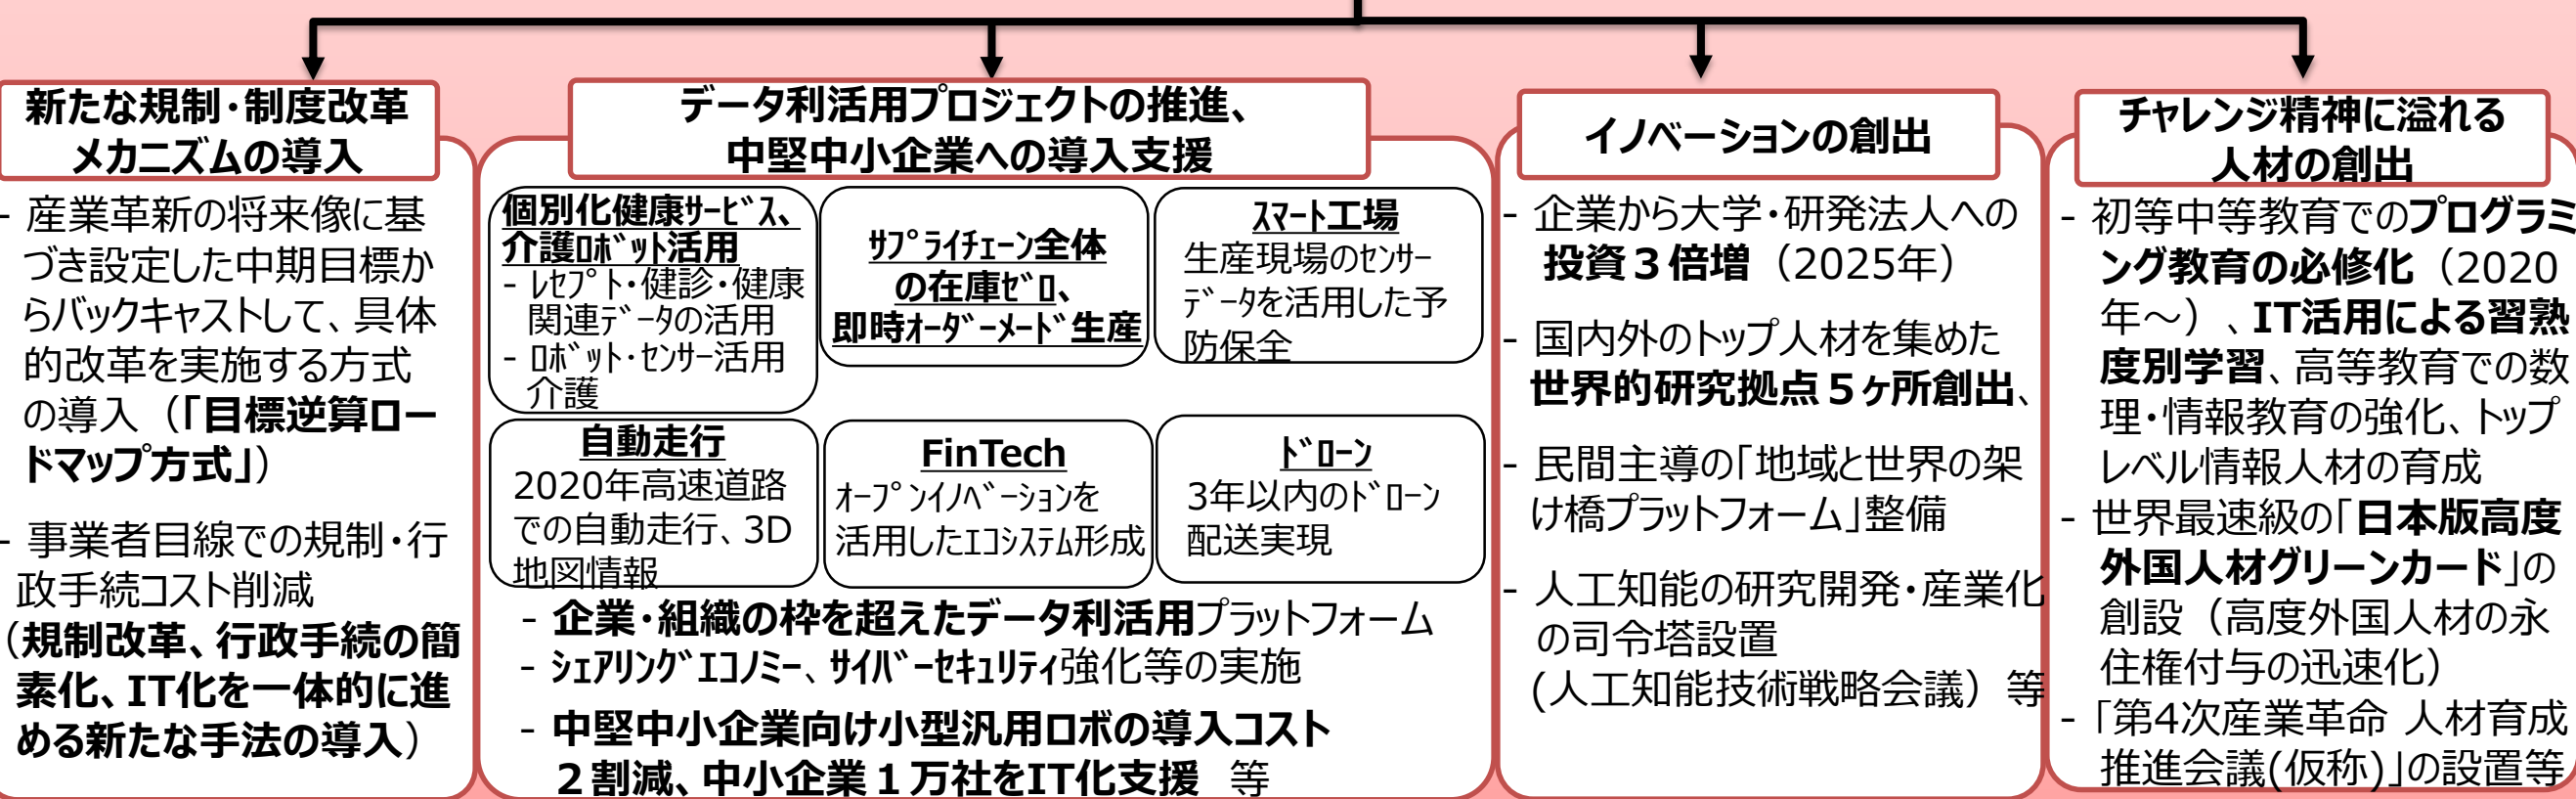 新たな規制・制度改革
メカニズムの導入
- 産業革新の将来像に基
づき設定した中期目標か
らバックキャストして、具体
的改革を実施する方式
の導入（「目標逆算ロー
ドマップ方式」）
- 事業者目線での規制・行
政手続コスト削減
（規制改革、行政手続の簡
素化、IT化を一体的に進
める新たな手法の導入）
データ利活用プロジェクトの推進、
中堅中小企業への導入支援
個別化健康ｻｰﾋﾞｽ、
介護ﾛﾎﾞｯﾄ活用
- ﾚｾﾌﾟﾄ・健診・健康
関連ﾃﾞｰﾀの活用
- ﾛﾎﾞｯﾄ・ｾﾝｻｰ活用
介護
ｻﾌﾟﾗｲﾁｪｰﾝ全体
の在庫ｾﾞﾛ、
即時ｵｰﾀﾞｰﾒｰﾄﾞ生産
ｽﾏｰﾄ工場
生産現場のｾﾝｻｰ
ﾃﾞｰﾀを活用した予
防保全
自動走行
2020年高速道路
での自動走行、3D
地図情報
FinTech
ｵｰﾌﾟﾝｲﾉﾍﾞｰｼｮﾝを
活用したｴｺｼｽﾃﾑ形成
ﾄﾞﾛｰﾝ
3年以内のﾄﾞﾛｰﾝ
配送実現
- 企業・組織の枠を超えたデータ利活用プラットフォーム
- ｼｪｱﾘﾝｸﾞｴｺﾉﾐｰ、ｻｲﾊﾞｰｾｷｭﾘﾃｨ強化等の実施
- 中堅中小企業向け小型汎用ロボの導入コスト
２割減、中小企業１万社をIT化支援　等
イノベーションの創出
- 企業から大学・研発法人への
投資３倍増（2025年）
- 国内外のトップ人材を集めた
世界的研究拠点５ヶ所創出、
- 民間主導の「地域と世界の架
け橋プラットフォーム」整備
- 人工知能の研究開発・産業化
の司令塔設置
(人工知能技術戦略会議）等
チャレンジ精神に溢れる
人材の創出
- 初等中等教育でのプログラミ
ング教育の必修化（2020
年～）、IT活用による習熟
度別学習、高等教育での数
理・情報教育の強化、トップ
レベル情報人材の育成
- 世界最速級の「日本版高度
外国人材グリーンカード」の
創設（高度外国人材の永
住権付与の迅速化）
- 「第4次産業革命 人材育成
推進会議(仮称)」の設置等